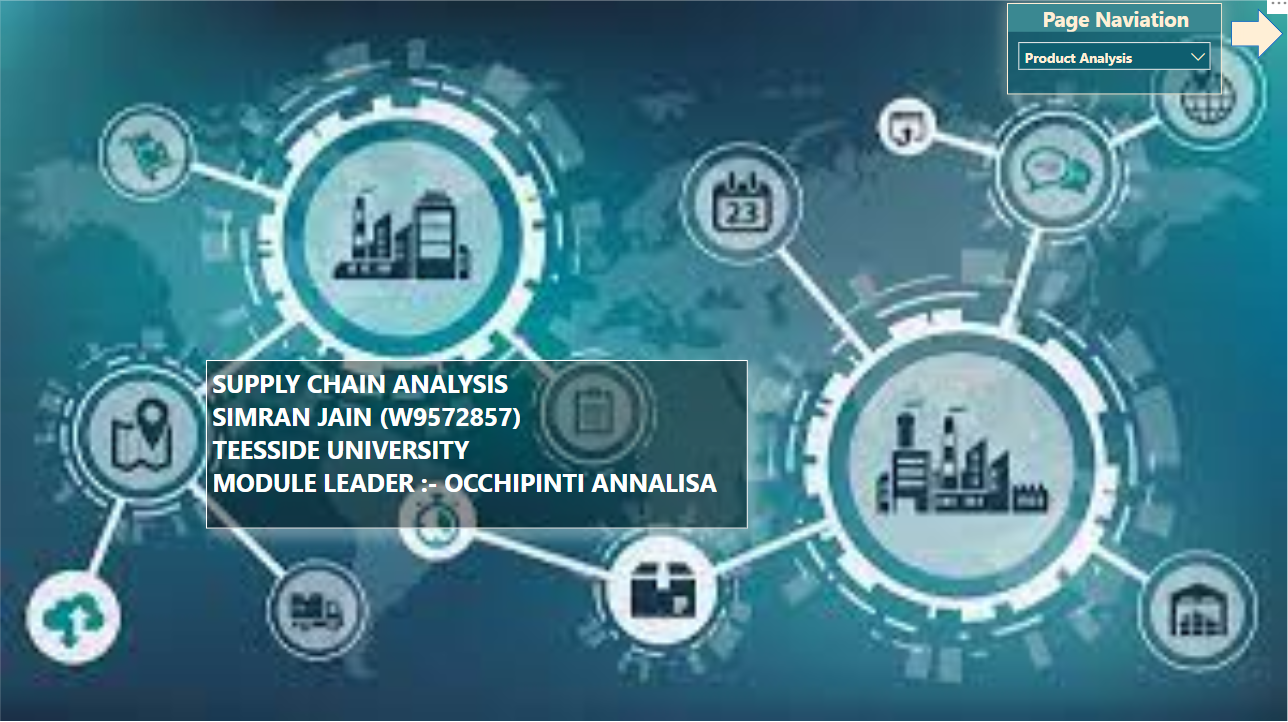 Page Naviation
Product Analysis
23
SUPPLY CHAIN ANALYSIS
SIMRAN JAIN (W9572857)
TEESSIDE UNIVERSITY
MODULE LEADER :- OCCHIPINTI ANNALISA